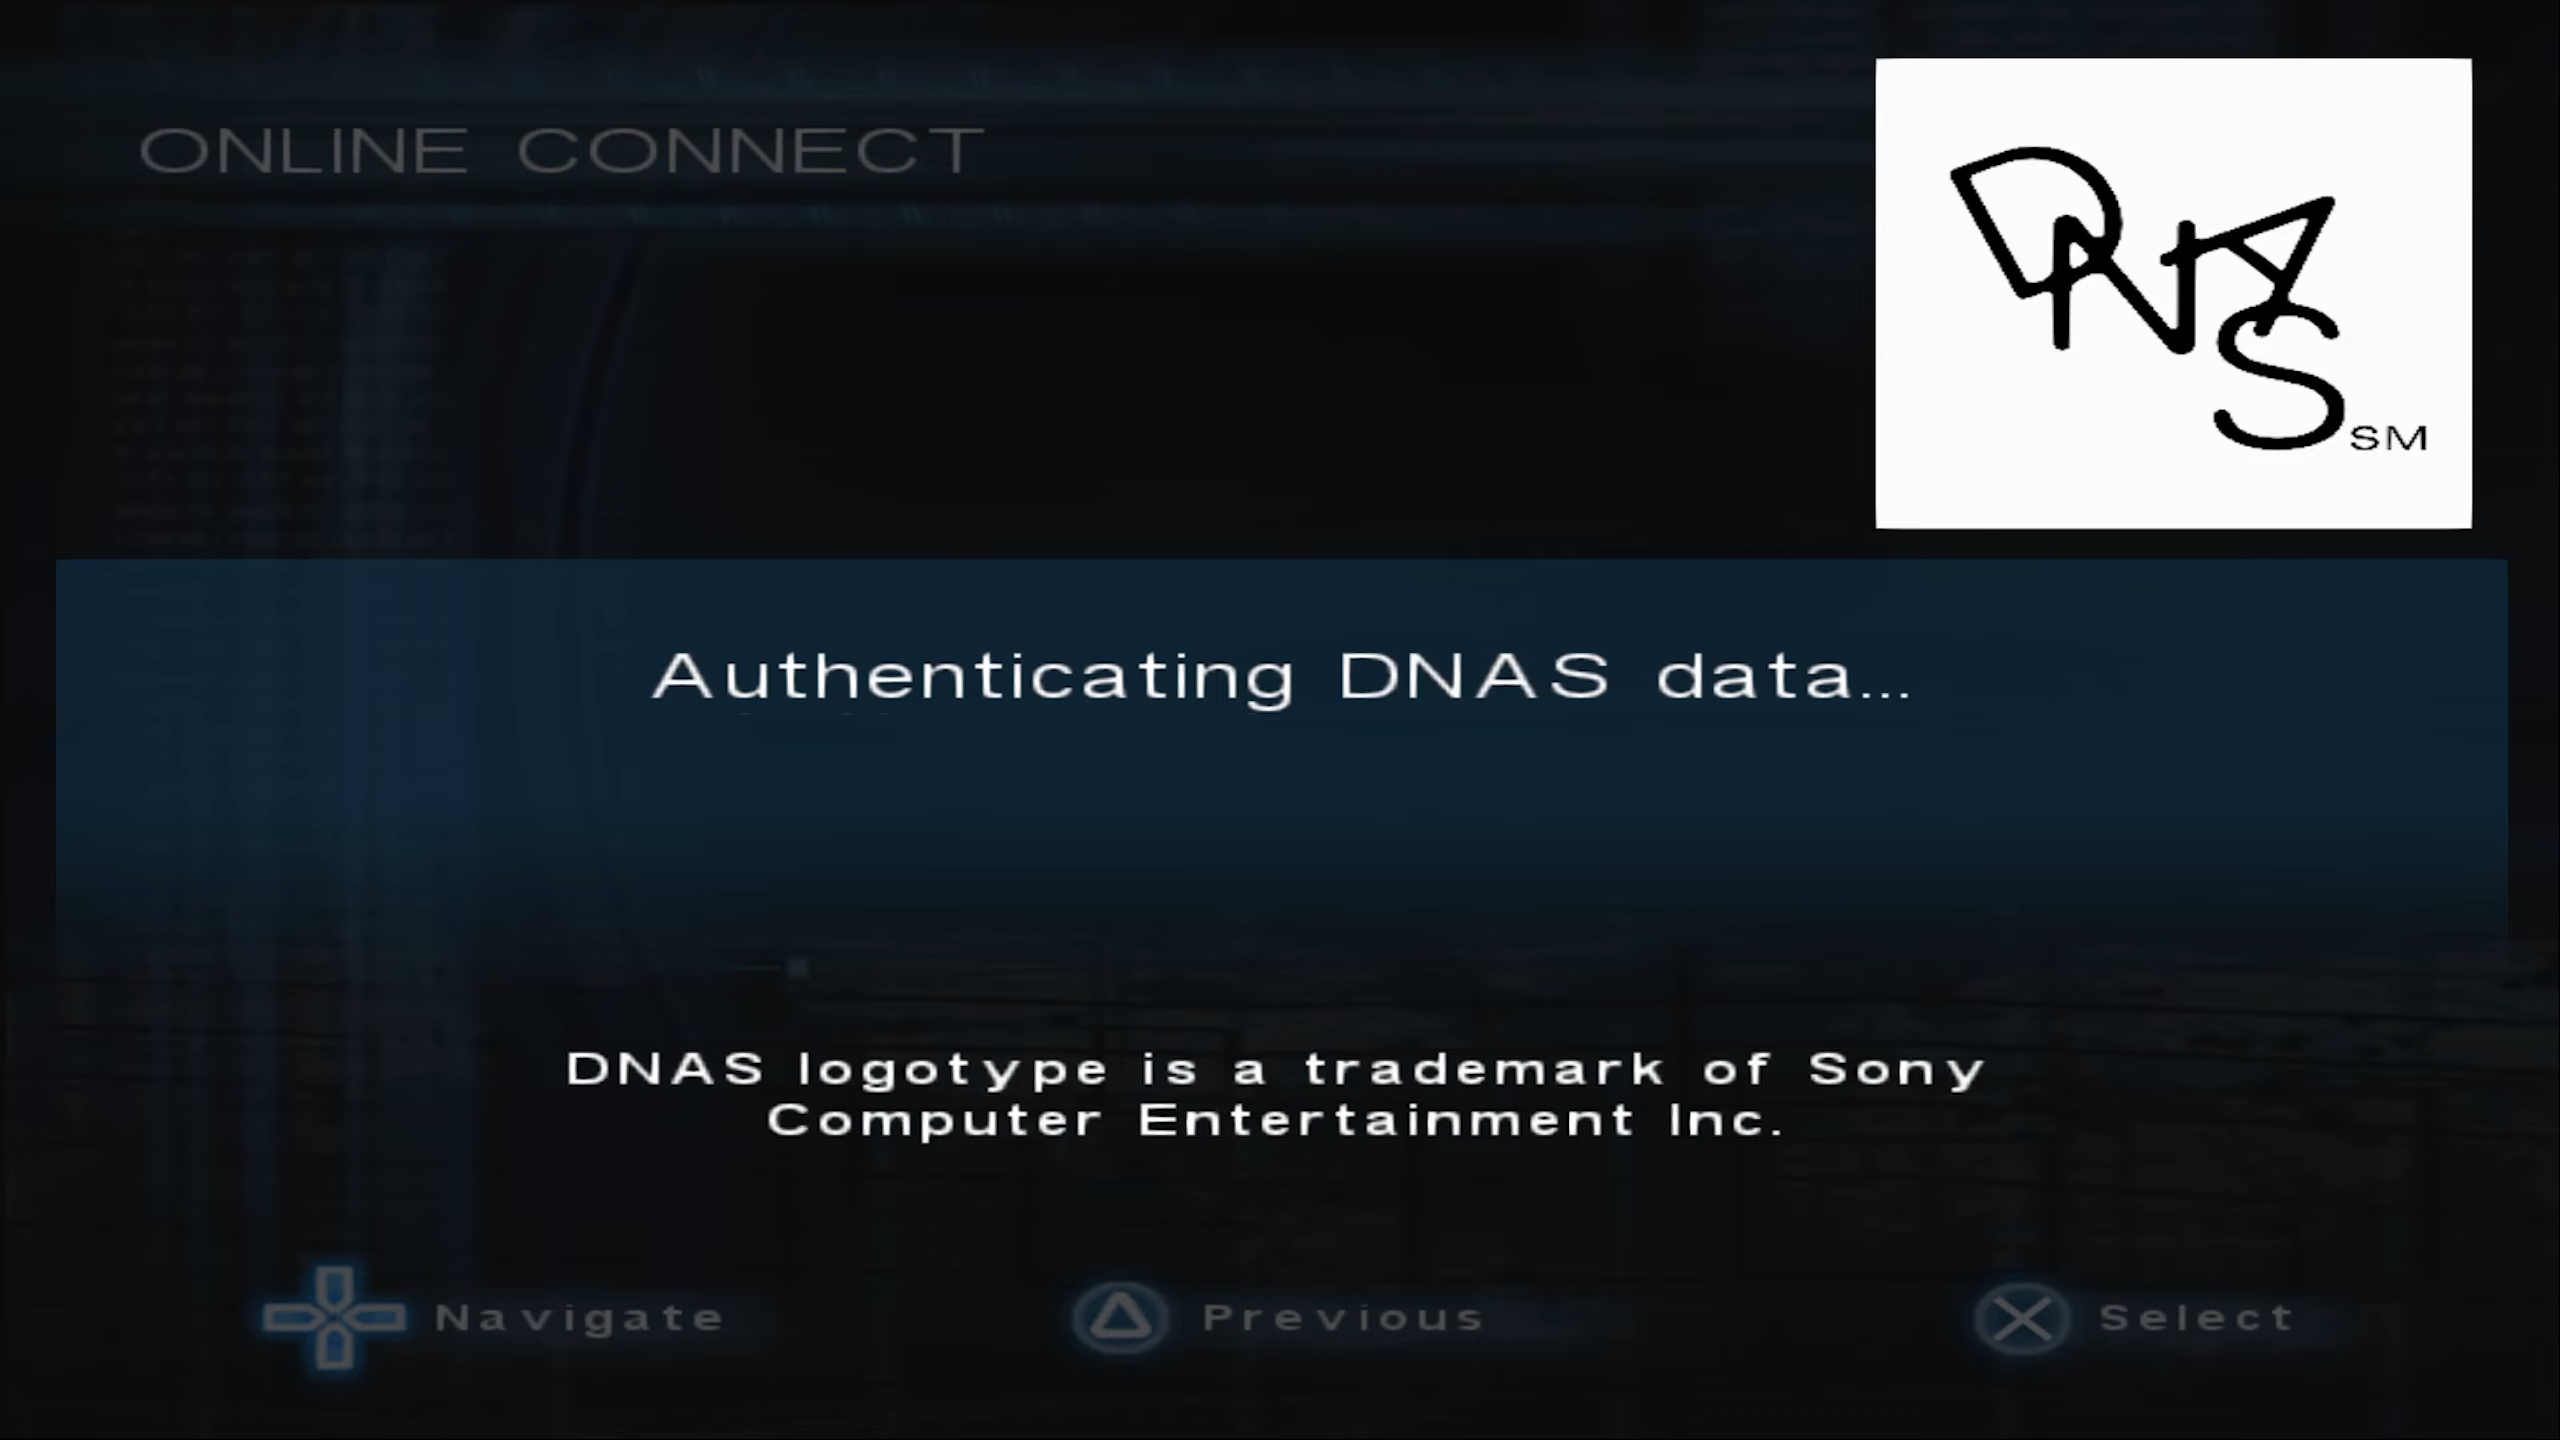 ONLINE CONNECT
DNAS SM
Authenticating DNAS data...
DNAS logotype is a trademark of Sony
Computer Entertainment Inc.
Navigate
Previous
Select